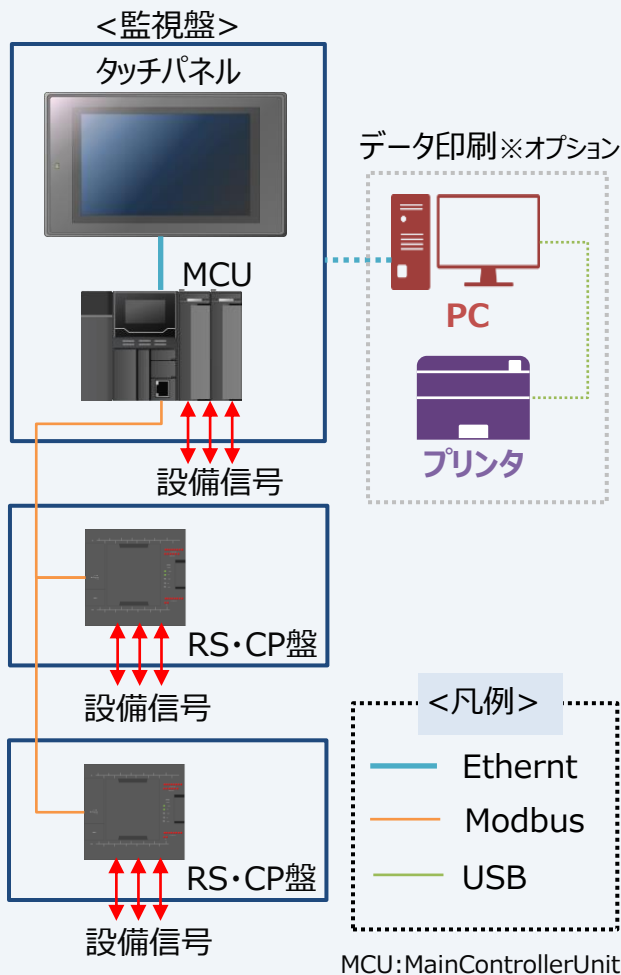 <監視盤>
タッチパネル
データ印刷※オプション
MCU
PC
プリンタ
設備信号
RS・CP盤
設備信号
RS・CP盤
設備信号
<凡例>
Ethernt
Modbus
USB
MCU:MainControllerUnit